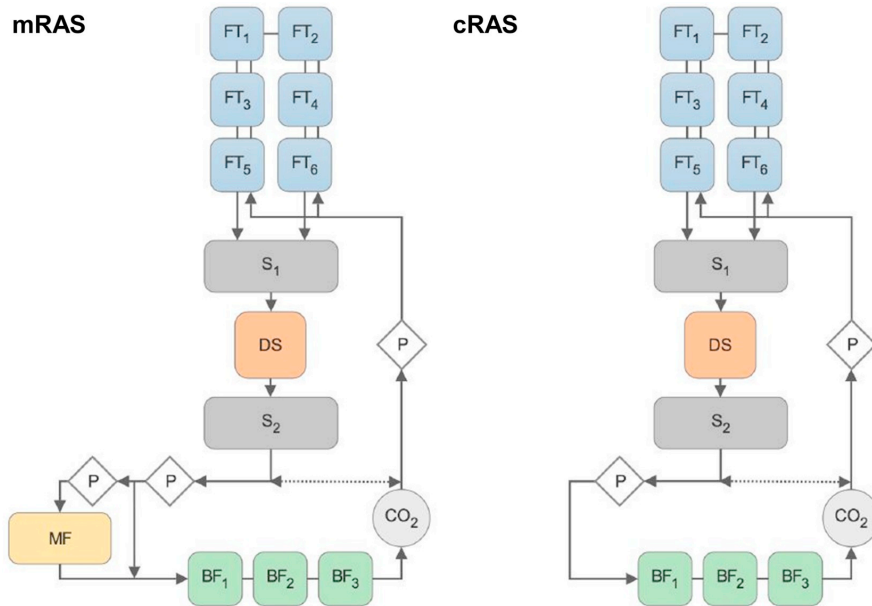 mRAS
cRAS
FT₁ FT₂ FT₁ FT₂
FT₃ FT₄ FT₃ FT₄
FT₅ FT₆ FT₅ FT₆
S₁ S₁
DS P DS P
S₂ S₂
P P P
MF CO₂ CO₂
BF₁ BF₂ BF₃ BF₁ BF₂ BF₃